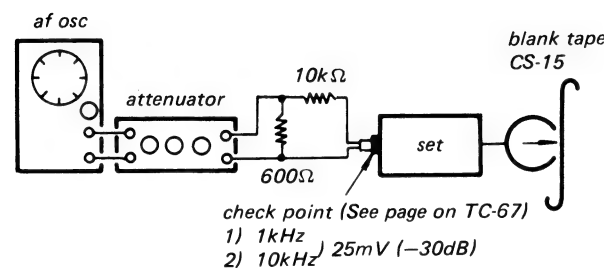 af osc
blank tape
CS-15
10kΩ
attenuator
set
600Ω
check point (See page on TC-67)
1) 1kHz
2) 10kHz ) 25mV (−30dB)